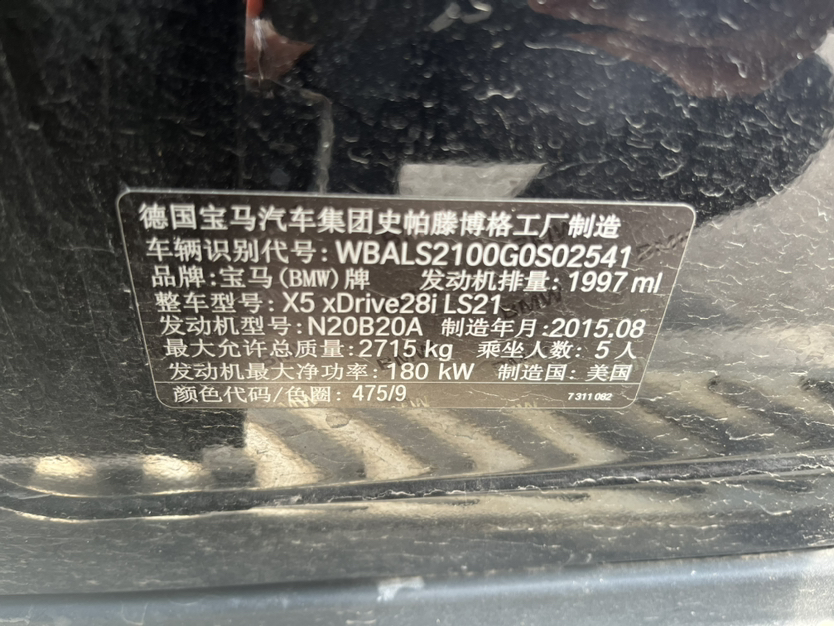 德国宝马汽车集团史帕滕博格工厂制造
车辆识别代号:WBALS2100G0S02541
品牌:宝马(BMW)牌 发动机排量:1997 ml
整车型号:X5 xDrive28i LS21
发动机型号:N20B20A 制造年月:2015.08
最大允许总质量:2715 kg 乘坐人数:5人
发动机最大净功率:180 kW 制造国:美国
颜色代码/色圈:475/9 7 311 082